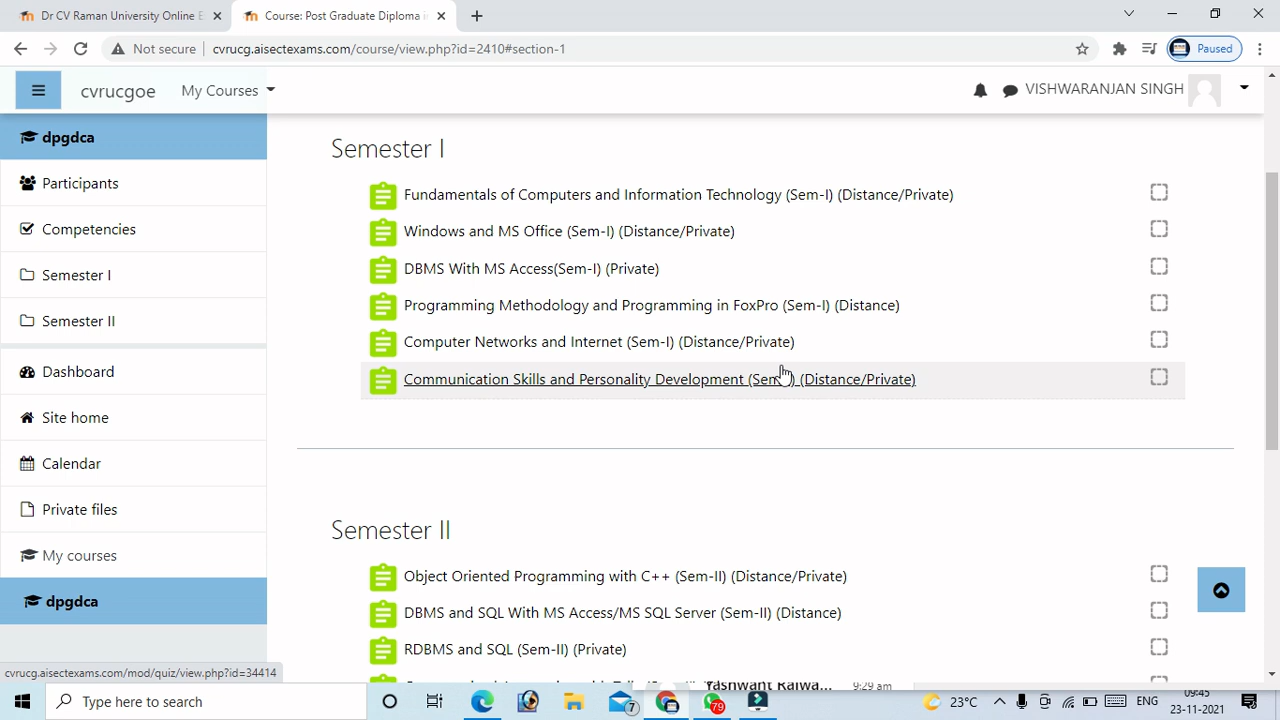 Dr CV Raman University Online E
Course: Post Graduate Diploma in
Not secure
cvrucg.aisectexams.com/course/view.php?id=2410#section-1
Paused
cvrucgoe
My Courses
VISHWARANJAN SINGH
dpgdca
Participants
Competencies
Semester I
Semester II
Dashboard
Site home
Calendar
Private files
My courses
dpgdca
Semester I
Fundamentals of Computers and Information Technology (Sem-I) (Distance/Private)
Windows and MS Office (Sem-I) (Distance/Private)
DBMS With MS Access(Sem-I) (Private)
Programming Methodology and Programming in FoxPro (Sem-I) (Distance)
Computer Networks and Internet (Sem-I) (Distance/Private)
Communication Skills and Personality Development (Sem-I) (Distance/Private)
Semester II
Object Oriented Programming with C++ (Sem-II) (Distance/Private)
DBMS and SQL With MS Access/MS SQL Server (Sem-II) (Distance)
RDBMS and SQL (Sem-II) (Private)
9:29 am
cvrucg.aisectexams.com/mod/quiz/view.php?id=34414
Type here to search
7
79
23°C
ENG
09:45
23-11-2021